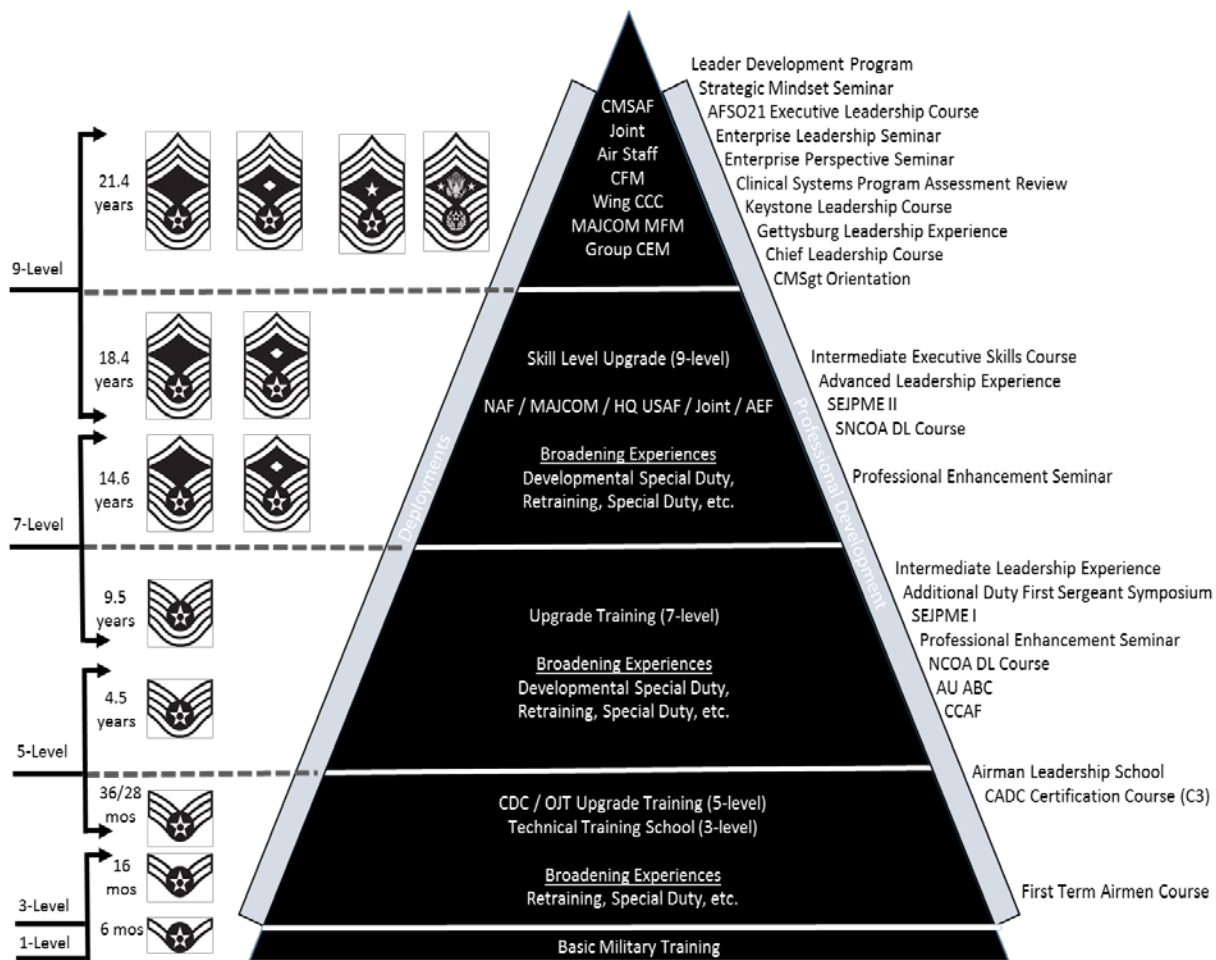 Leader Development Program
Strategic Mindset Seminar
AFSO21 Executive Leadership Course
Enterprise Leadership Seminar
Enterprise Perspective Seminar
Clinical Systems Program Assessment Review
Keystone Leadership Course
Gettysburg Leadership Experience
Chief Leadership Course
CMSgt Orientation
CMSAF
Joint
Air Staff
CFM
Wing CCC
MAJCOM MFM
Group CEM
21.4
years
9-Level
18.4
years
Skill Level Upgrade (9-level)
NAF / MAJCOM / HQ USAF / Joint / AEF
Broadening Experiences
Developmental Special Duty,
Retraining, Special Duty, etc.
Intermediate Executive Skills Course
Advanced Leadership Experience
SEJPME II
SNCOA DL Course
Professional Enhancement Seminar
Deployments
Professional Development
14.6
years
7-Level
9.5
years
Upgrade Training (7-level)
Broadening Experiences
Developmental Special Duty,
Retraining, Special Duty, etc.
Intermediate Leadership Experience
Additional Duty First Sergeant Symposium
SEJPME I
Professional Enhancement Seminar
NCOA DL Course
AU ABC
CCAF
4.5
years
5-Level
36/28
mos
CDC / OJT Upgrade Training (5-level)
Technical Training School (3-level)
Broadening Experiences
Retraining, Special Duty, etc.
Airman Leadership School
CADC Certification Course (C3)
First Term Airmen Course
16
mos
3-Level
6 mos
1-Level
Basic Military Training